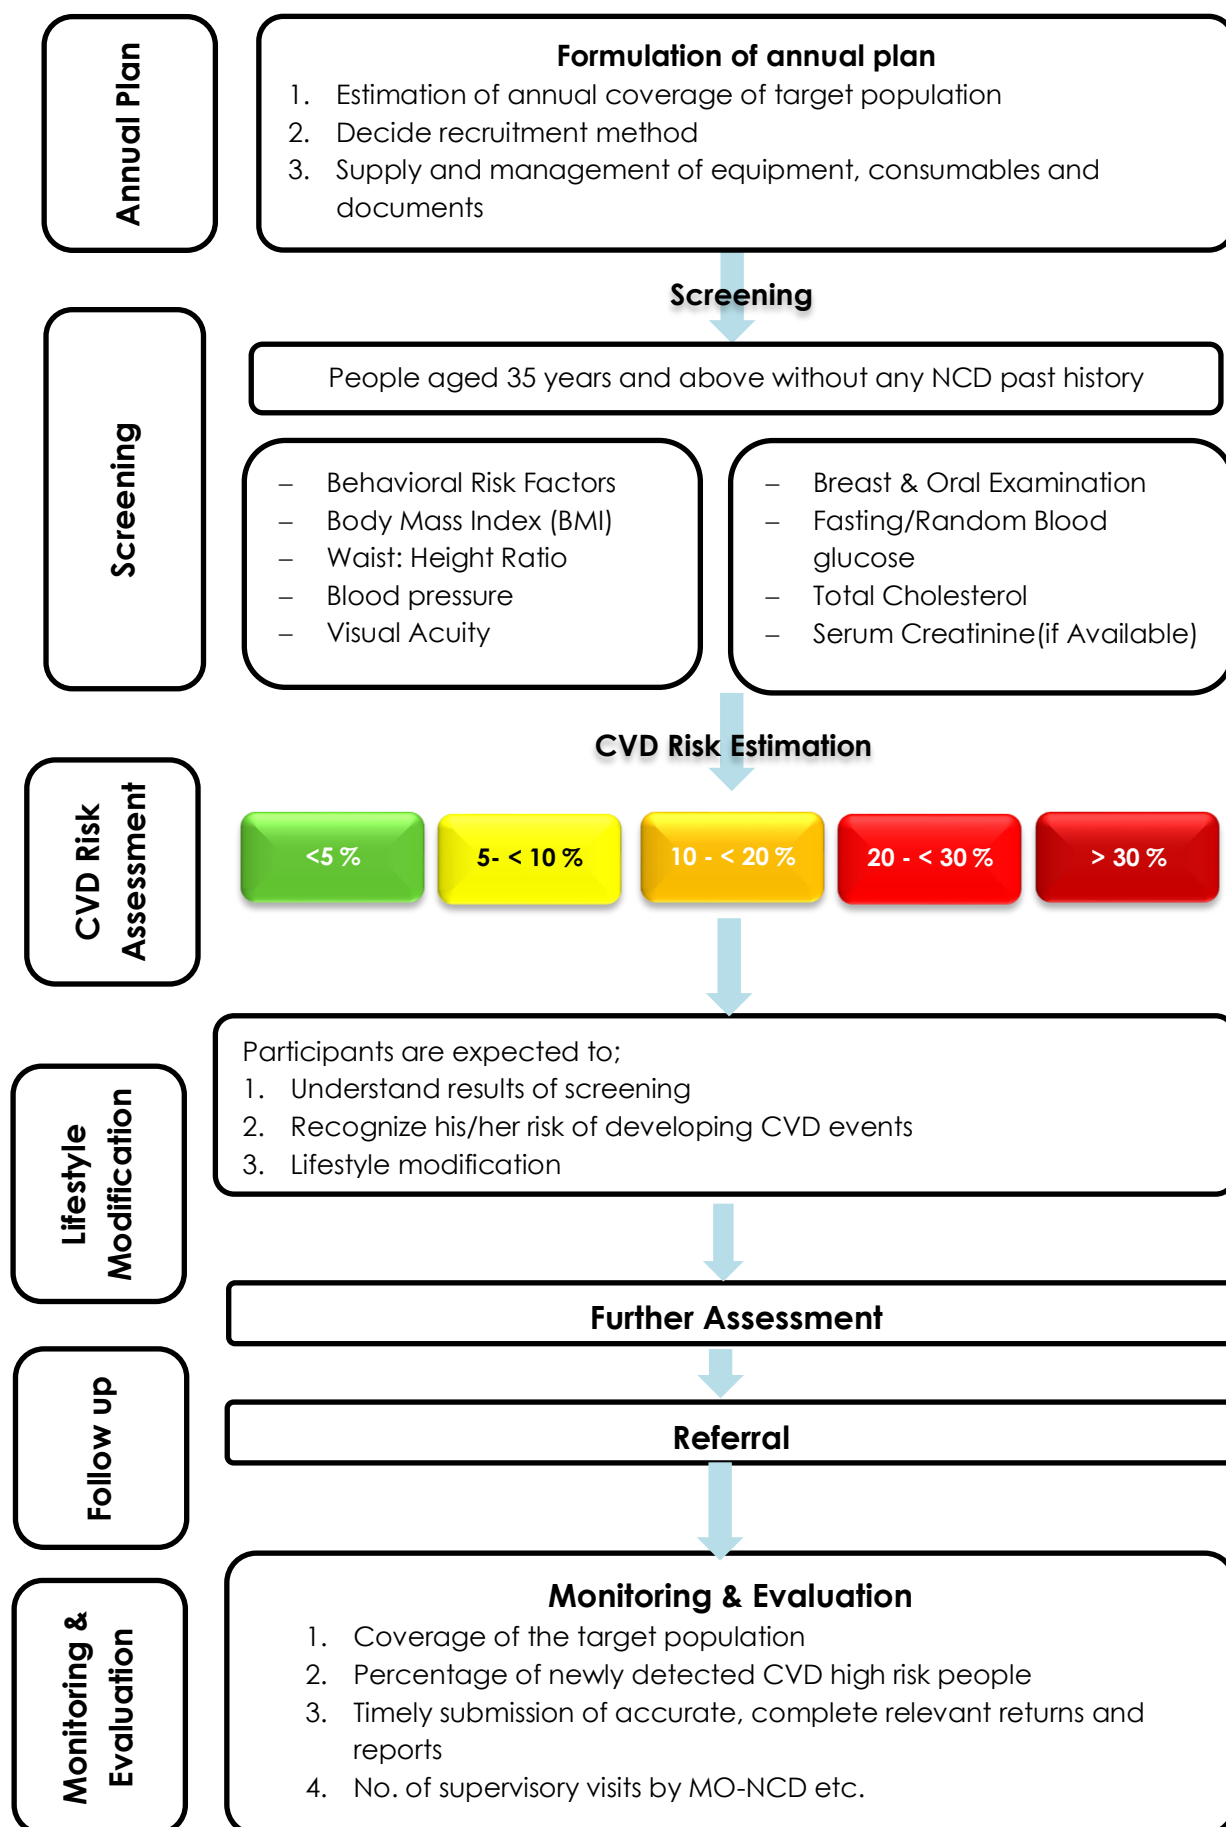 Annual Plan
Formulation of annual plan
1. Estimation of annual coverage of target population
2. Decide recruitment method
3. Supply and management of equipment, consumables and
documents
Screening
Screening
People aged 35 years and above without any NCD past history
– Behavioral Risk Factors
– Body Mass Index (BMI)
– Waist: Height Ratio
– Blood pressure
– Visual Acuity
– Breast & Oral Examination
– Fasting/Random Blood
glucose
– Total Cholesterol
– Serum Creatinine(if Available)
CVD Risk Estimation
CVD Risk
Assessment
<5 %
5- < 10 %
10 - < 20 %
20 - < 30 %
> 30 %
Lifestyle
Modification
Participants are expected to;
1. Understand results of screening
2. Recognize his/her risk of developing CVD events
3. Lifestyle modification
Further Assessment
Follow up
Referral
Monitoring &
Evaluation
Monitoring & Evaluation
1. Coverage of the target population
2. Percentage of newly detected CVD high risk people
3. Timely submission of accurate, complete relevant returns and
reports
4. No. of supervisory visits by MO-NCD etc.